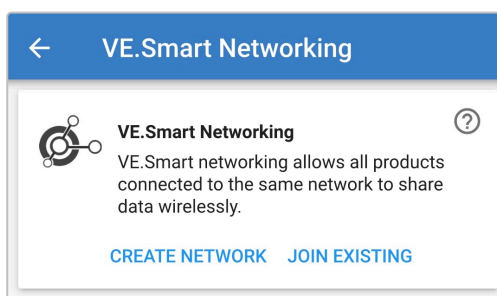 VE.Smart Networking
VE.Smart Networking
VE.Smart networking allows all products
connected to the same network to share
data wirelessly.
CREATE NETWORK JOIN EXISTING